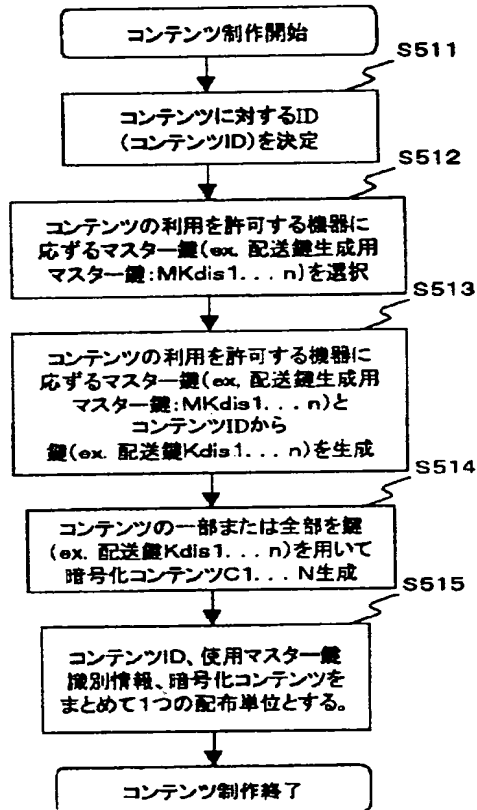 コンテンツ制作開始
S511
コンテンツに対するID
(コンテンツID)を決定
S512
コンテンツの利用を許可する機器に
応ずるマスター鍵(ex. 配送鍵生成用
マスター鍵:MKdis1...n)を選択
S513
コンテンツの利用を許可する機器に
応ずるマスター鍵(ex. 配送鍵生成用
マスター鍵:MKdis1...n)と
コンテンツIDから
鍵(ex. 配送鍵Kdis1...n)を生成
S514
コンテンツの一部または全部を鍵
(ex. 配送鍵Kdis1...n)を用いて
暗号化コンテンツC1...N生成
S515
コンテンツID、使用マスター鍵
識別情報、暗号化コンテンツを
まとめて1つの配布単位とする。
コンテンツ制作終了